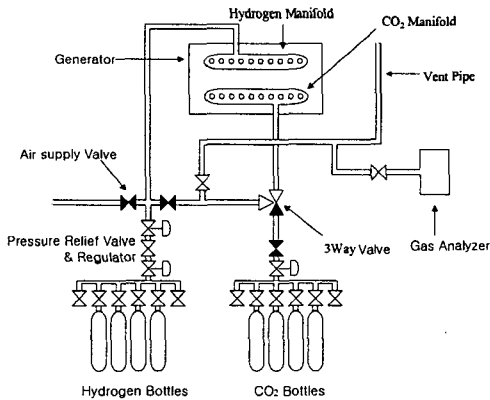 Hydrogen Manifold
CO2 Manifold
Generator
Vent Pipe
Air supply Valve
Pressure Relief Valve
& Regulator
3Way Valve
Gas Analyzer
Hydrogen Bottles
CO2 Bottles